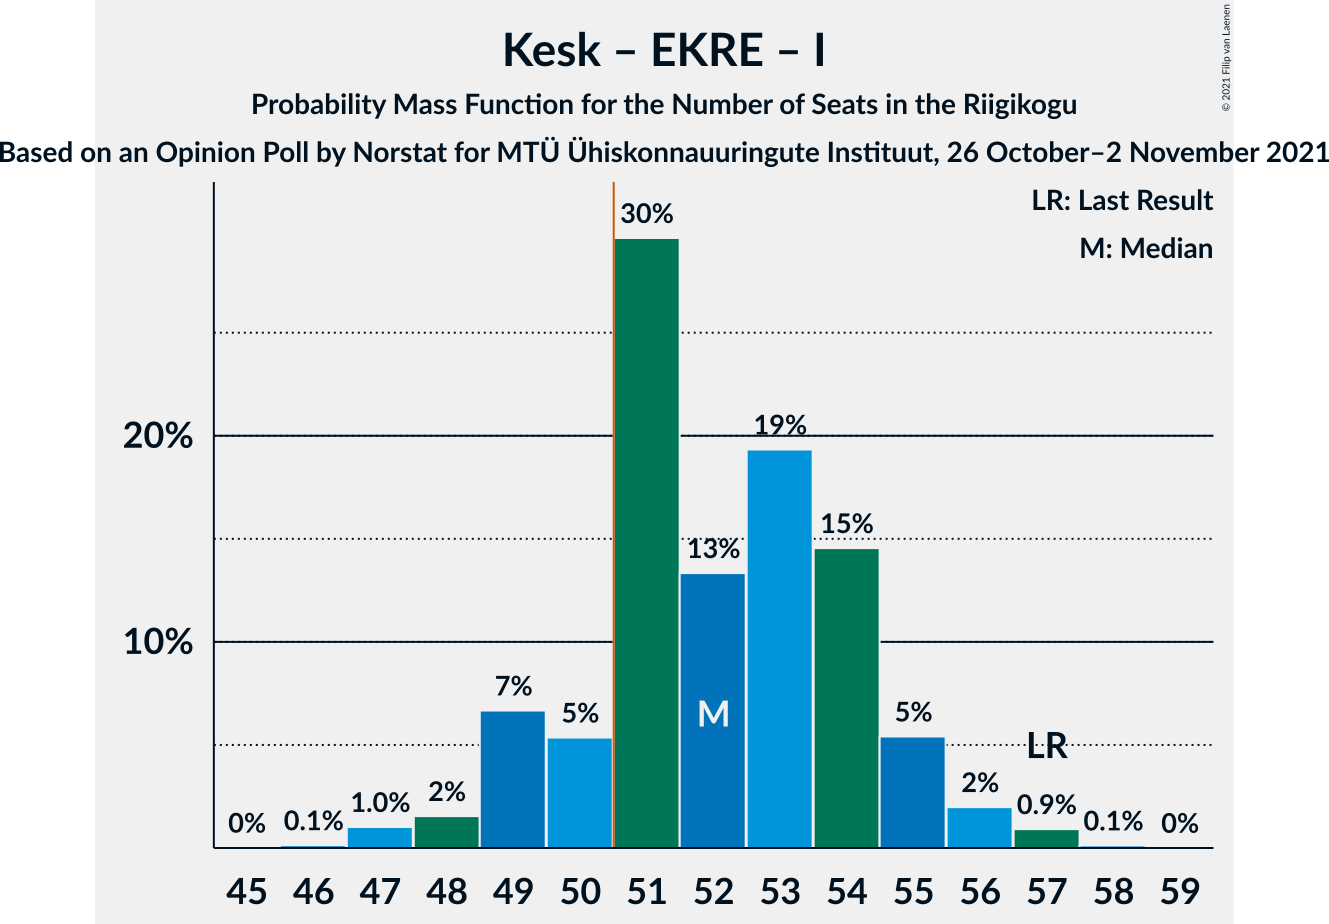 Kesk – EKRE – I
Probability Mass Function for the Number of Seats in the Riigikogu
Based on an Opinion Poll by Norstat for MTÜ Ühiskonnauuringute Instituut, 26 October–2 November 2021
© 2021 Filip van Laenen
LR: Last Result
M: Median
30%
20%
19%
15%
13%
10%
7%
5%
M
5%
LR
0%
0.1%
1.0%
2%
2%
0.9%
0.1%
0%
45 46 47 48 49 50 51 52 53 54 55 56 57 58 59